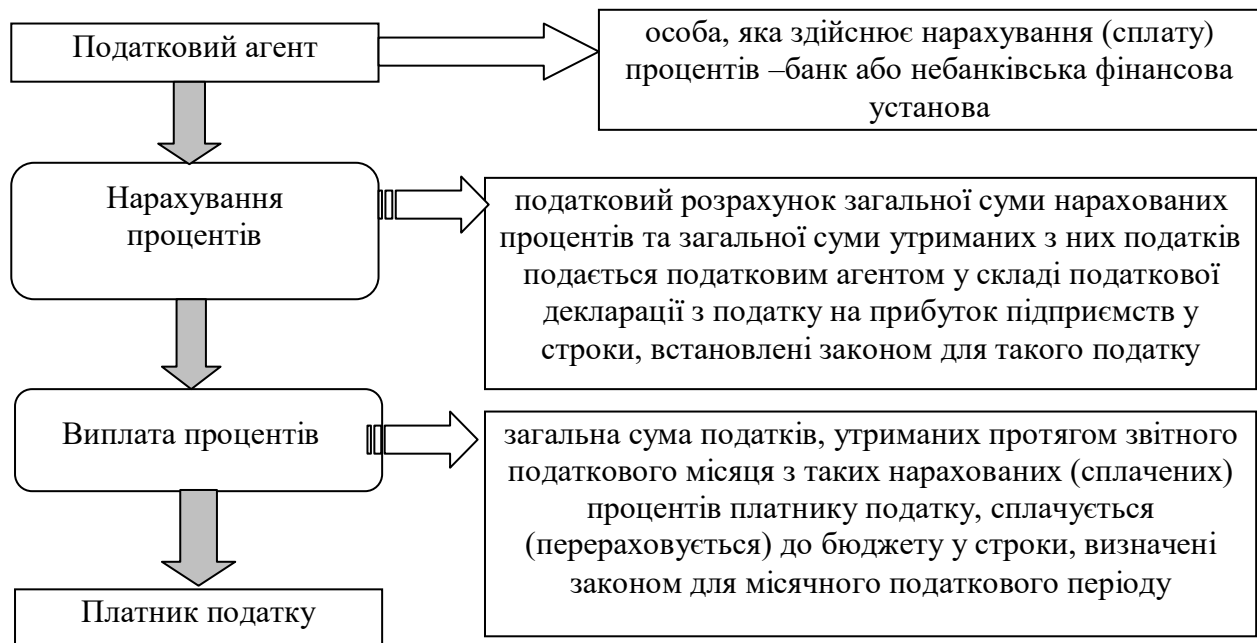 Податковий агент
особа, яка здійснює нарахування (сплату)
процентів –банк або небанківська фінансова
установа
Нарахування
процентів
податковий розрахунок загальної суми нарахованих
процентів та загальної суми утриманих з них податків
подається податковим агентом у складі податкової
декларації з податку на прибуток підприємств у
строки, встановлені законом для такого податку
Виплата процентів
загальна сума податків, утриманих протягом звітного
податкового місяця з таких нарахованих (сплачених)
процентів платнику податку, сплачується
(перераховується) до бюджету у строки, визначені
законом для місячного податкового періоду
Платник податку